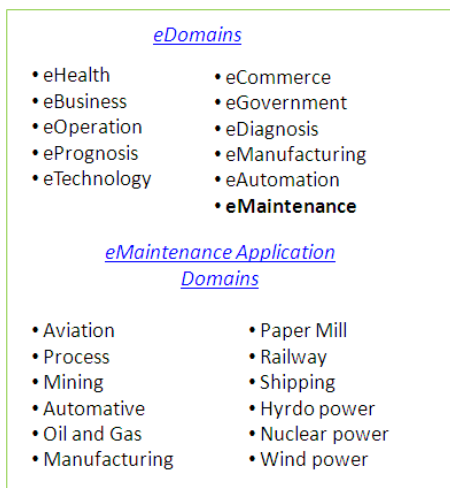 eDomains
• eHealth
• eBusiness
• eOperation
• ePrognosis
• eTechnology
• eCommerce
• eGovernment
• eDiagnosis
• eManufacturing
• eAutomation
• eMaintenance
eMaintenance Application
Domains
• Aviation
• Process
• Mining
• Automative
• Oil and Gas
• Manufacturing
• Paper Mill
• Railway
• Shipping
• Hyrdo power
• Nuclear power
• Wind power